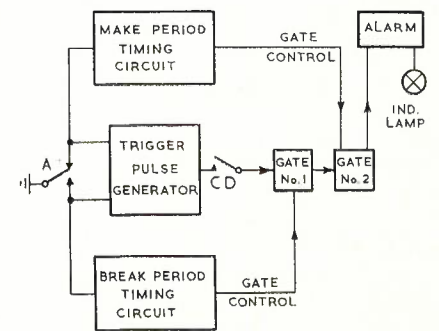 MAKE PERIOD
TIMING
CIRCUIT
GATE
CONTROL
ALARM
IND.
LAMP
A
TRIGGER
PULSE
GENERATOR
CD
GATE
No.1
GATE
No.2
BREAK PERIOD
TIMING
CIRCUIT
GATE
CONTROL